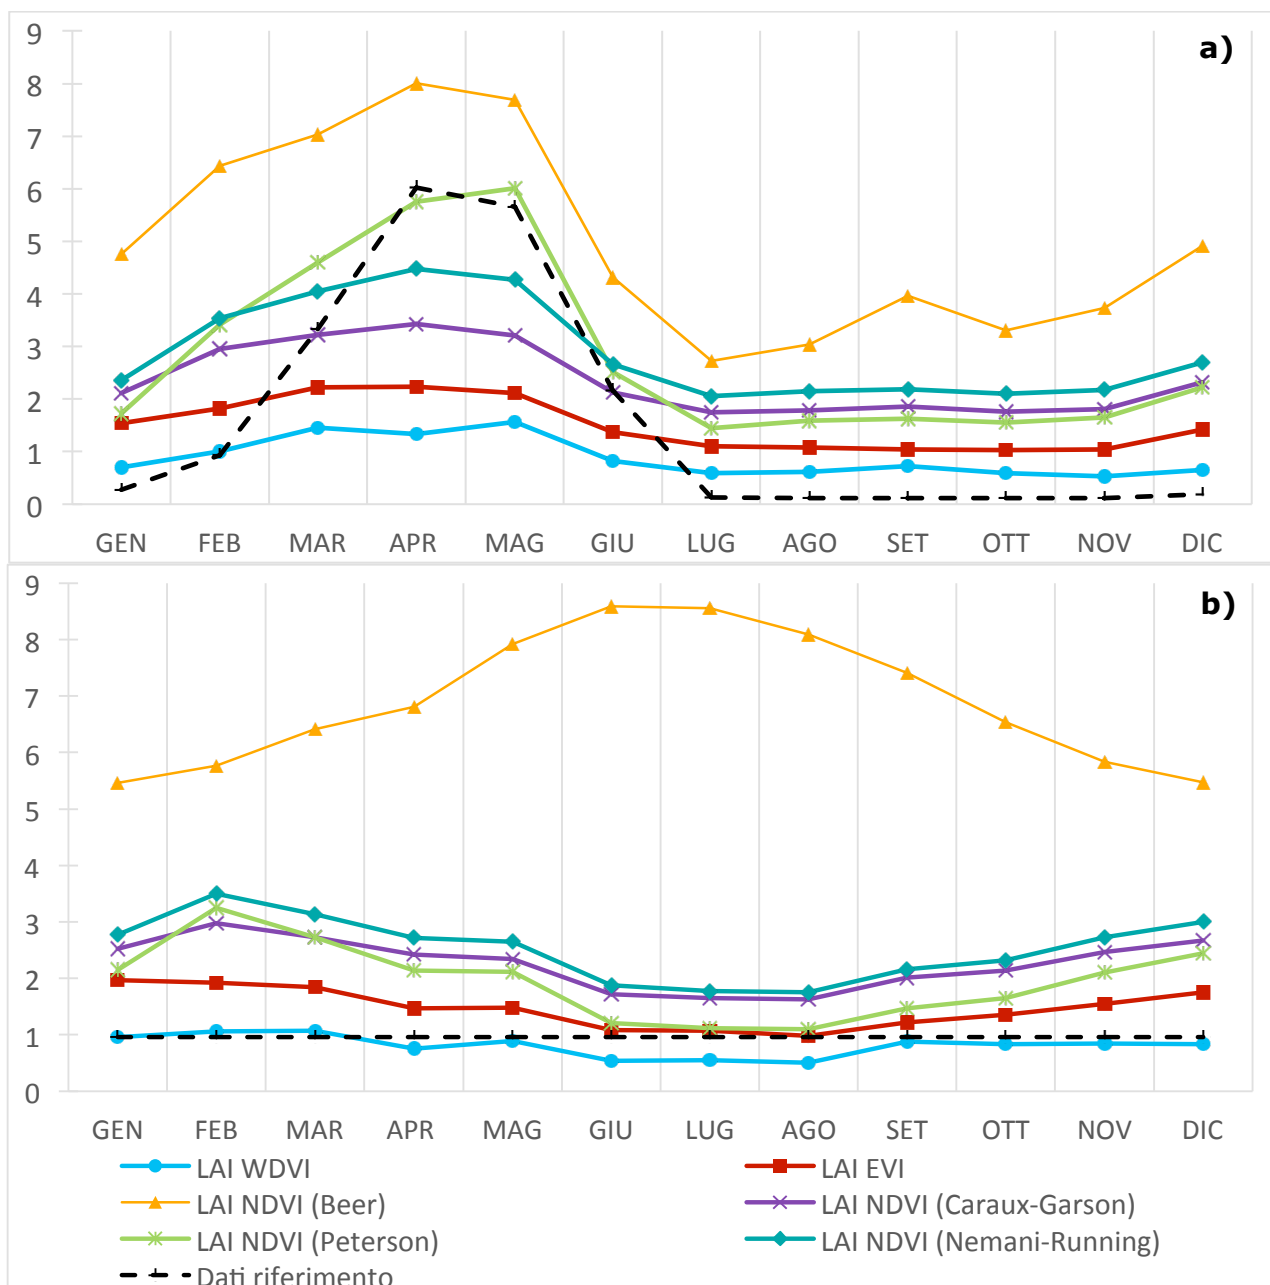 a)
9
8
7
6
5
4
3
2
1
0
GEN FEB MAR APR MAG GIU LUG AGO SET OTT NOV DIC
b)
9
8
7
6
5
4
3
2
1
0
GEN FEB MAR APR MAG GIU LUG AGO SET OTT NOV DIC
LAI WDVI LAI EVI
LAI NDVI (Beer) LAI NDVI (Caraux-Garson)
LAI NDVI (Peterson) LAI NDVI (Nemani-Running)
Dati riferimento